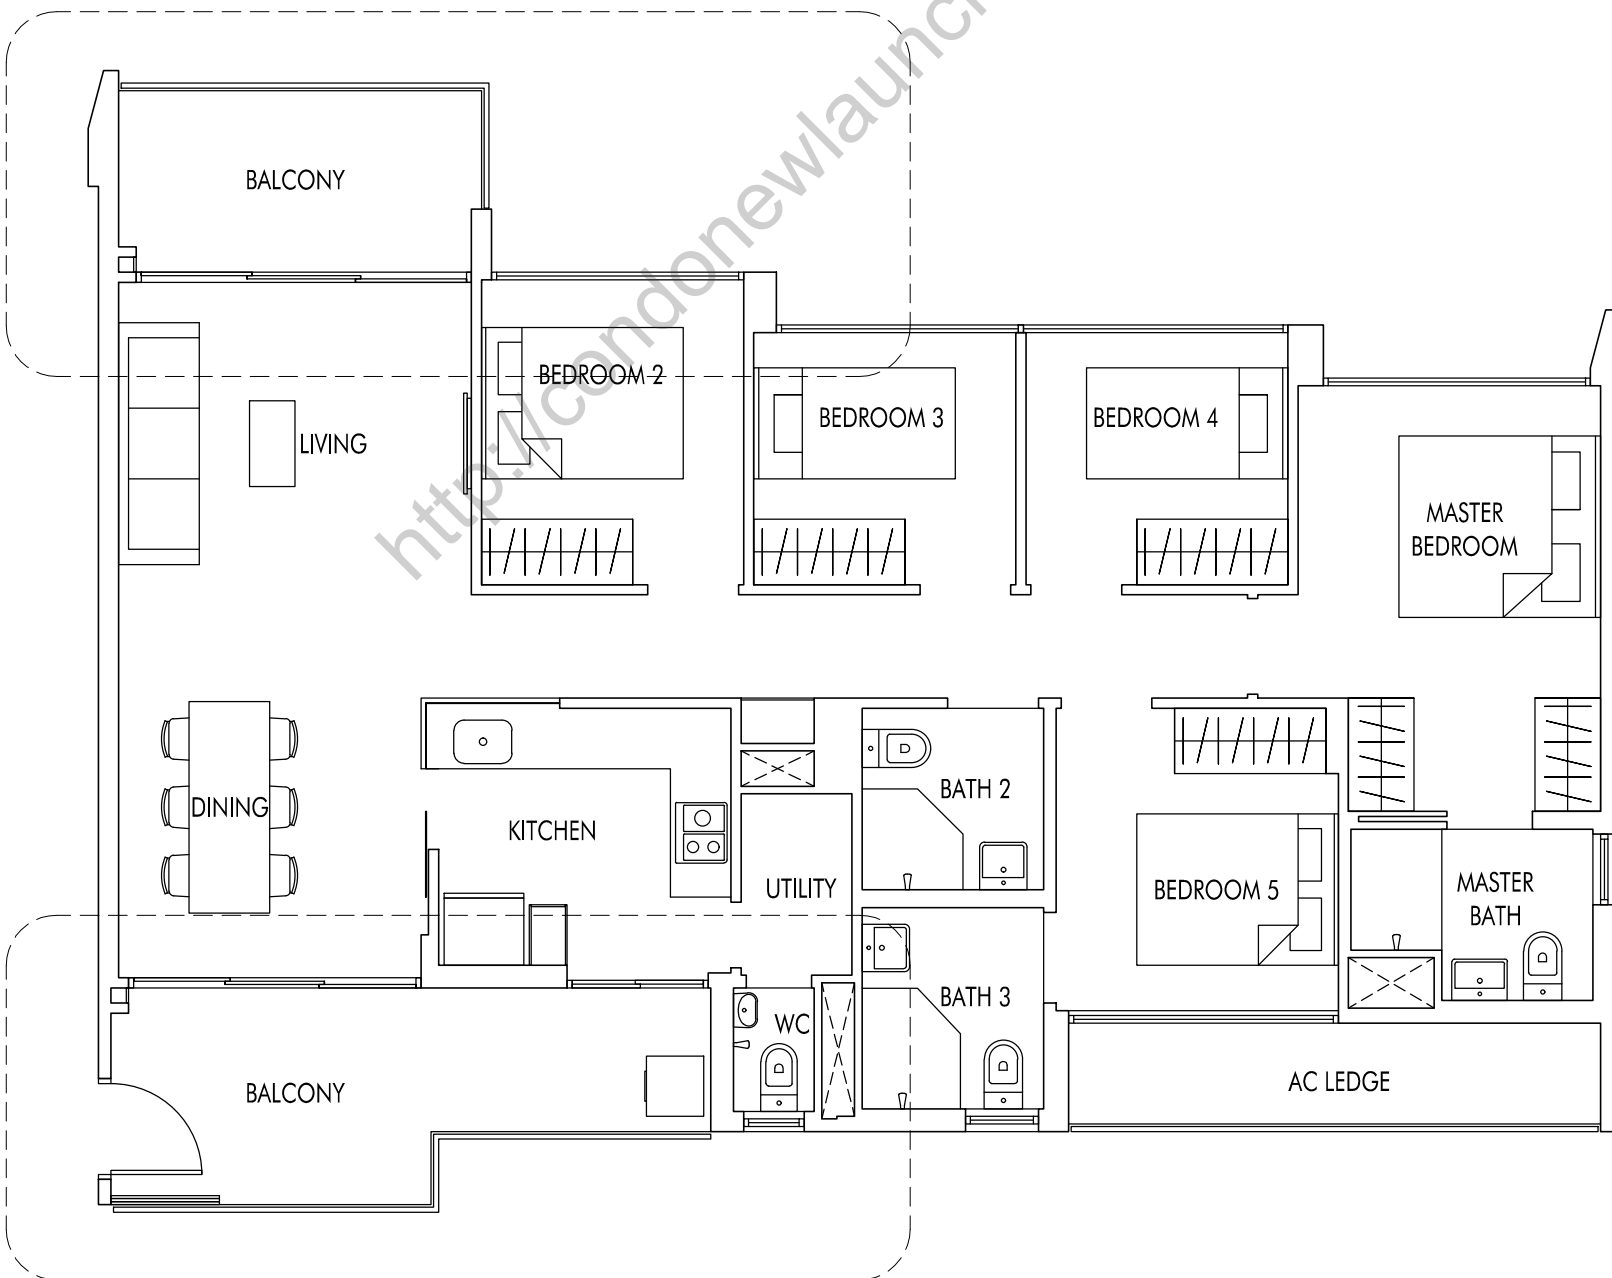 BALCONY
http://condonewlaunch
BEDROOM 2
BEDROOM 3
BEDROOM 4
LIVING
MASTER
BEDROOM
DINING
KITCHEN
BATH 2
UTILITY
BEDROOM 5
MASTER
BATH
BATH 3
WC
BALCONY
AC LEDGE